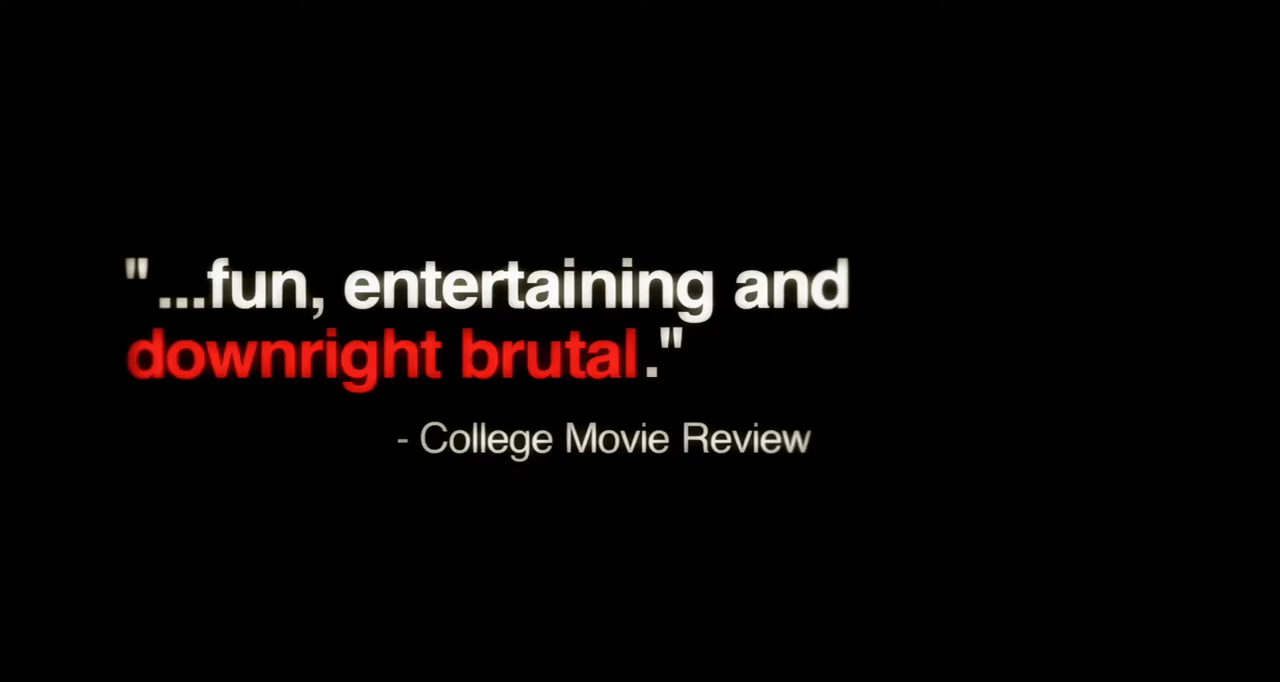 "...fun, entertaining and
downright brutal."
- College Movie Review